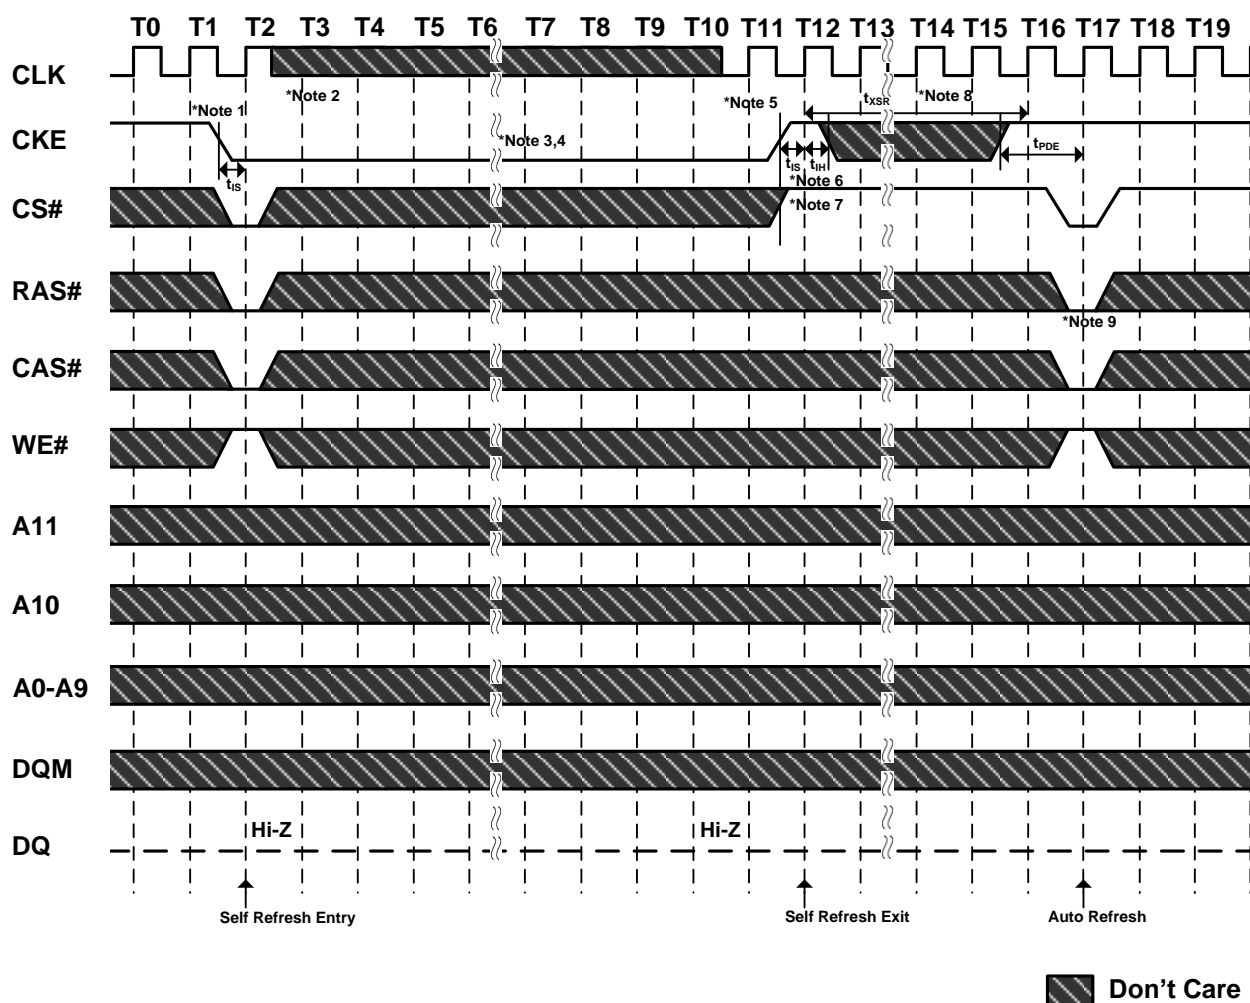 T0 T1 T2 T3 T4 T5 T6 T7 T8 T9 T10 T11 T12 T13 T14 T15 T16 T17 T18 T19
CLK
*Note 1 *Note 2 *Note 5 tXSR *Note 8
CKE
*Note 3,4
tIS tIS tIH tPDE
*Note 6
CS#
*Note 7
RAS#
*Note 9
CAS#
WE#
A11
A10
A0-A9
DQM
Hi-Z Hi-Z
DQ
Self Refresh Entry Self Refresh Exit Auto Refresh
Don't Care